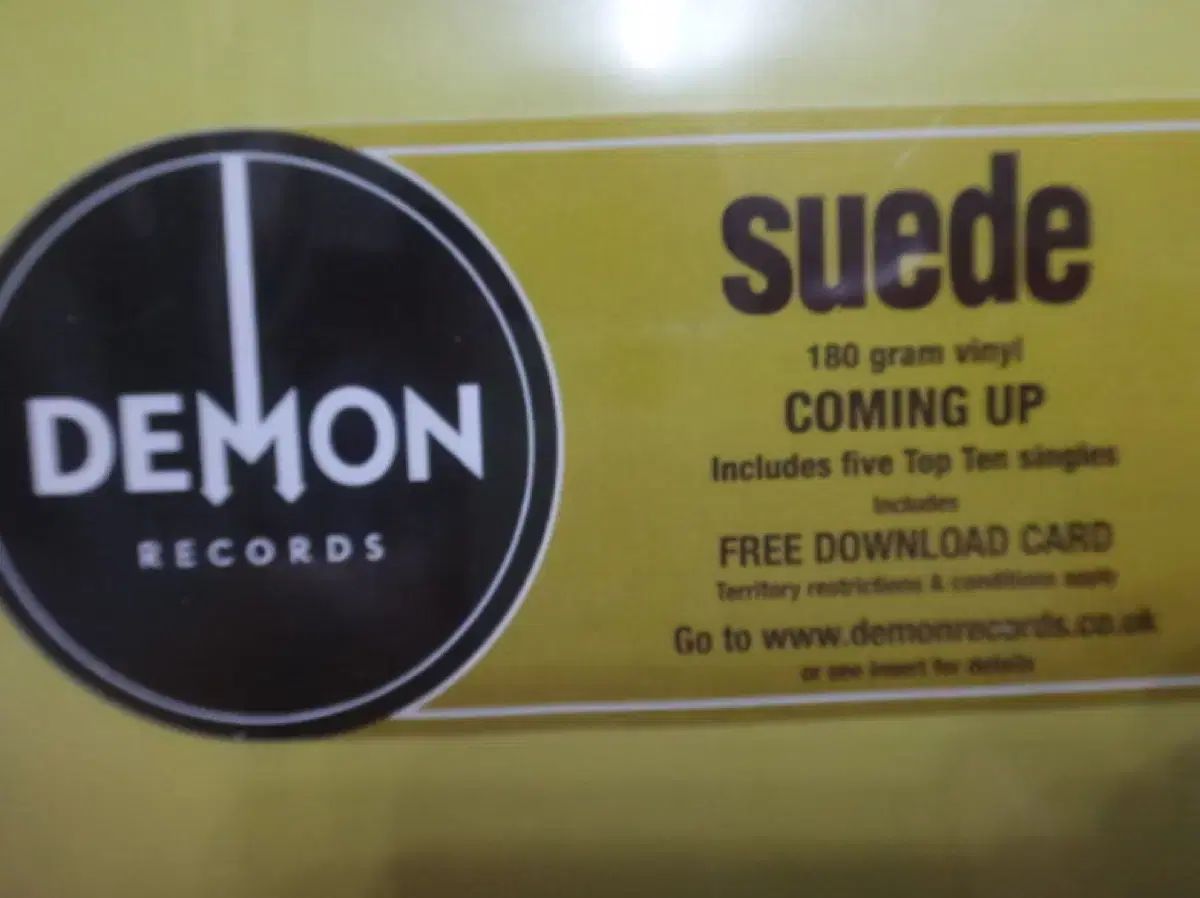 DEMON
RECORDS
suede
180 gram vinyl
COMING UP
Includes five Top Ten singles
Includes
FREE DOWNLOAD CARD
Territory restrictions & conditions apply
Go to www.demonrecords.co.uk
or see insert for details